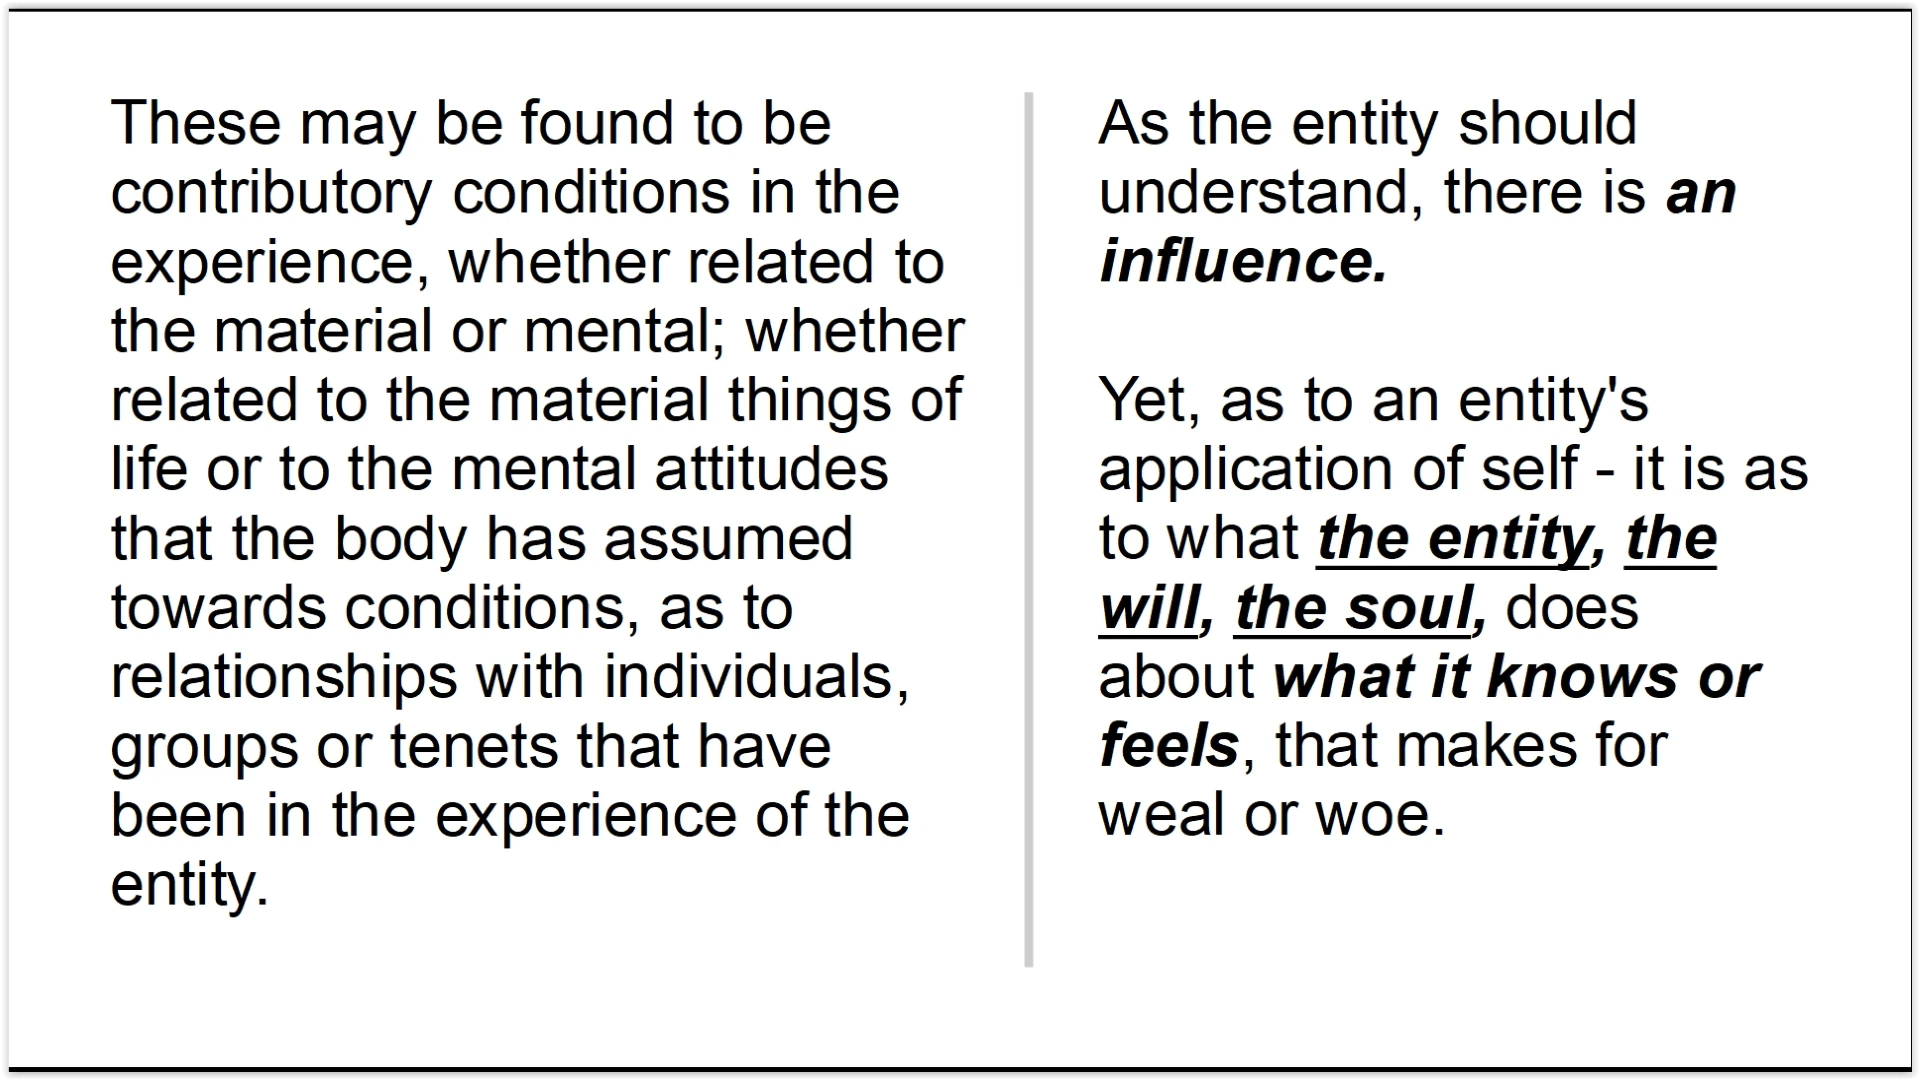 These may be found to be
contributory conditions in the
experience, whether related to
the material or mental; whether
related to the material things of
life or to the mental attitudes
that the body has assumed
towards conditions, as to
relationships with individuals,
groups or tenets that have
been in the experience of the
entity.
As the entity should
understand, there is an
influence.
Yet, as to an entity's
application of self - it is as
to what the entity, the
will, the soul, does
about what it knows or
feels, that makes for
weal or woe.